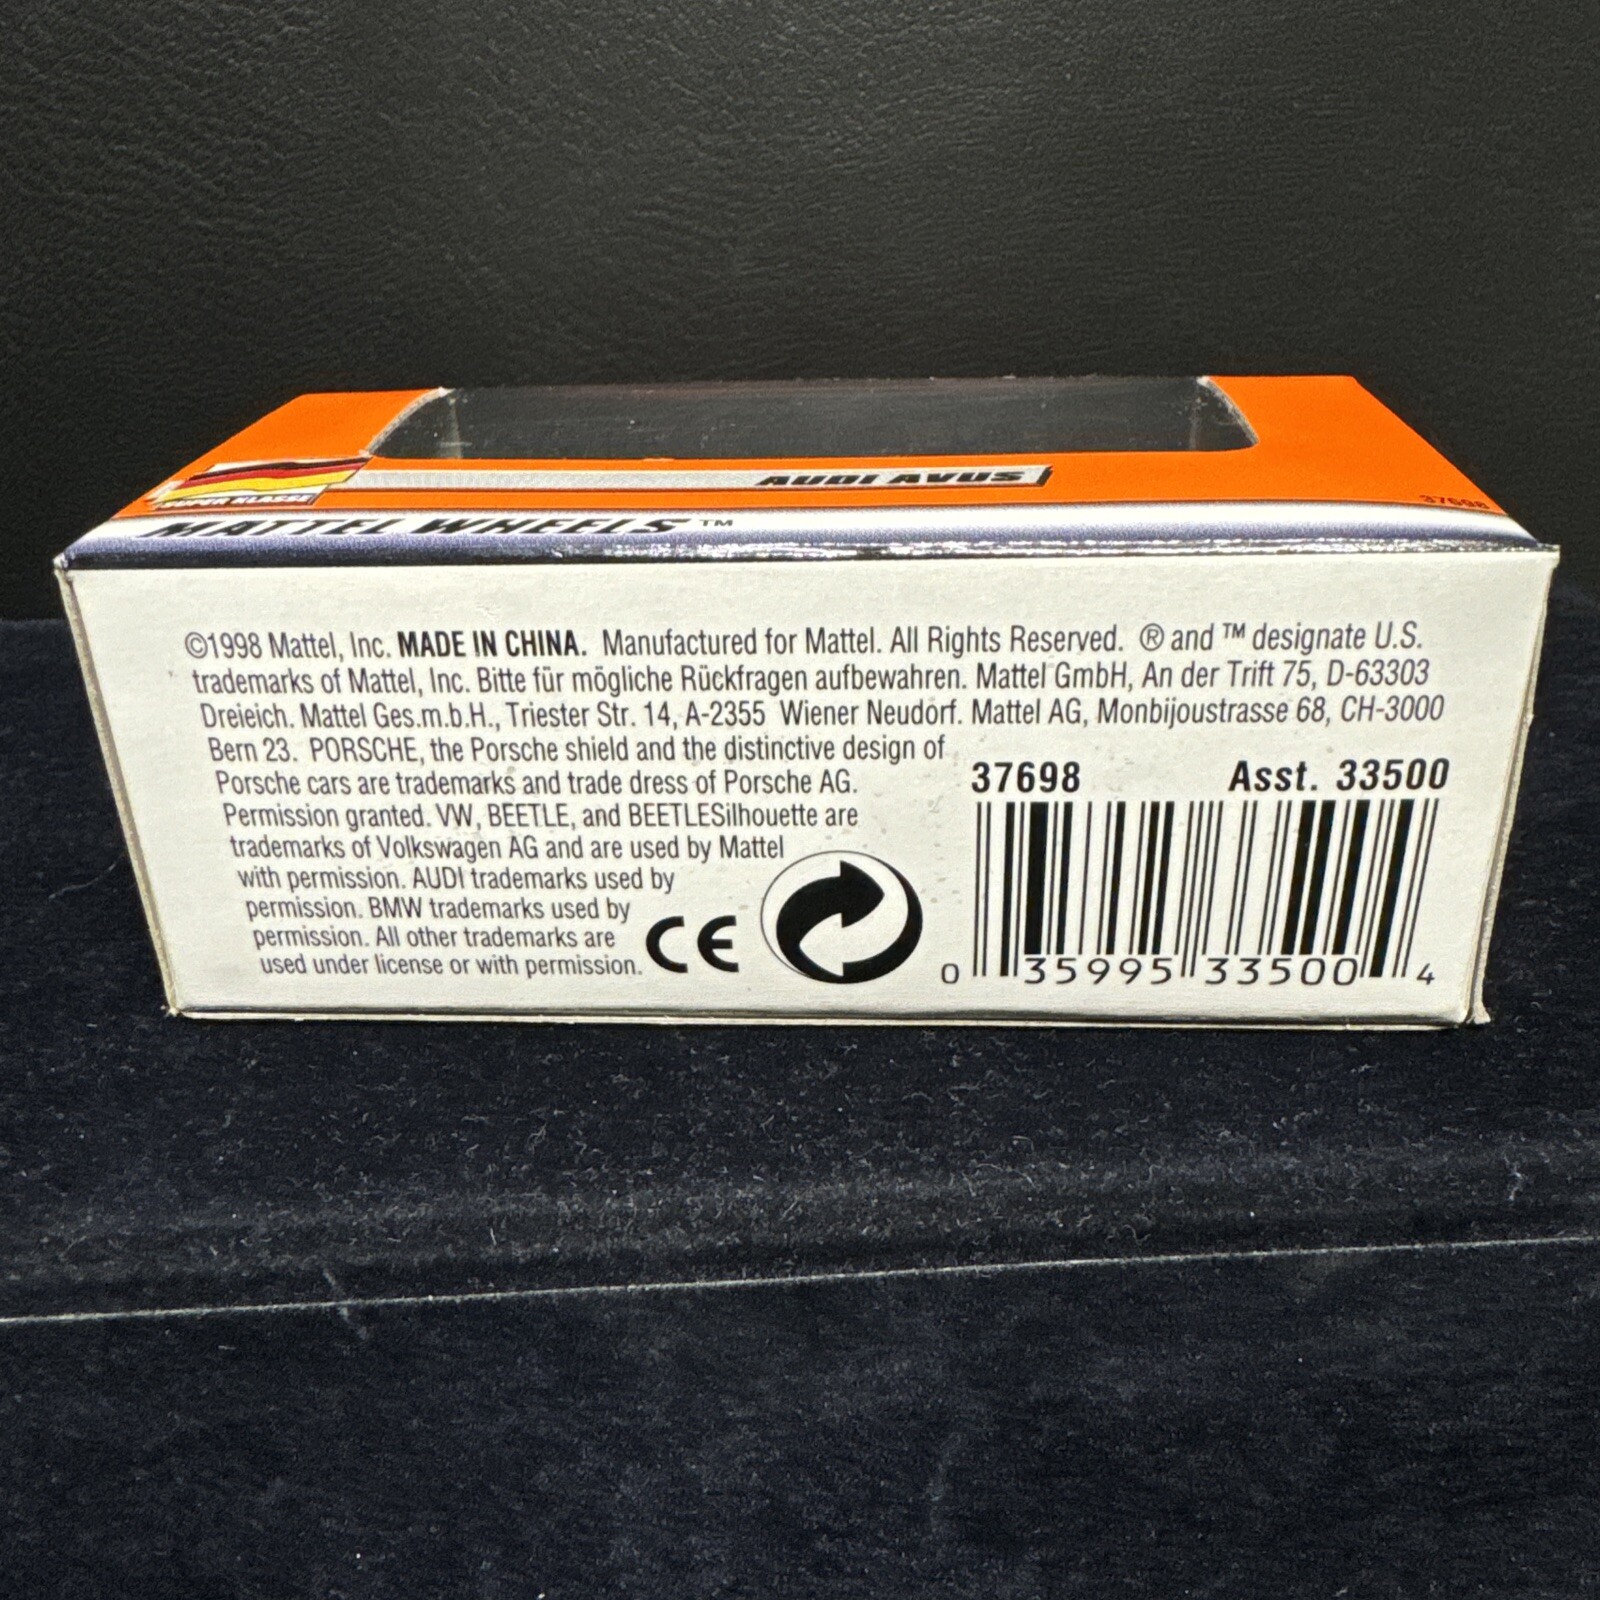 AUDI AVUS
SUPER KLASSE
37698
MATTEL WHEELS™
©1998 Mattel, Inc. MADE IN CHINA. Manufactured for Mattel. All Rights Reserved. ® and ™ designate U.S.
trademarks of Mattel, Inc. Bitte für mögliche Rückfragen aufbewahren. Mattel GmbH, An der Trift 75, D-63303
Dreieich. Mattel Ges.m.b.H., Triester Str. 14, A-2355 Wiener Neudorf. Mattel AG, Monbijoustrasse 68, CH-3000
Bern 23. PORSCHE, the Porsche shield and the distinctive design of
Porsche cars are trademarks and trade dress of Porsche AG.
Permission granted. VW, BEETLE, and BEETLESilhouette are
trademarks of Volkswagen AG and are used by Mattel
with permission. AUDI trademarks used by
permission. BMW trademarks used by
permission. All other trademarks are
used under license or with permission.
CE
37698 Asst. 33500
0 35995 33500 4